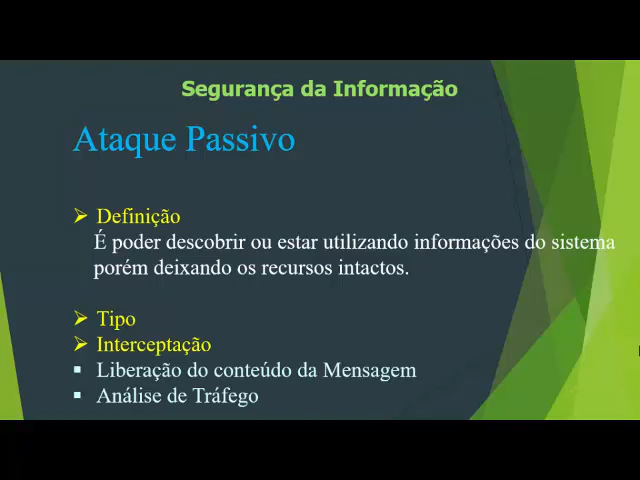 Segurança da Informação
Ataque Passivo
➢ Definição
É poder descobrir ou estar utilizando informações do sistema
porém deixando os recursos intactos.
➢ Tipo
➢ Interceptação
▪ Liberação do conteúdo da Mensagem
▪ Análise de Tráfego